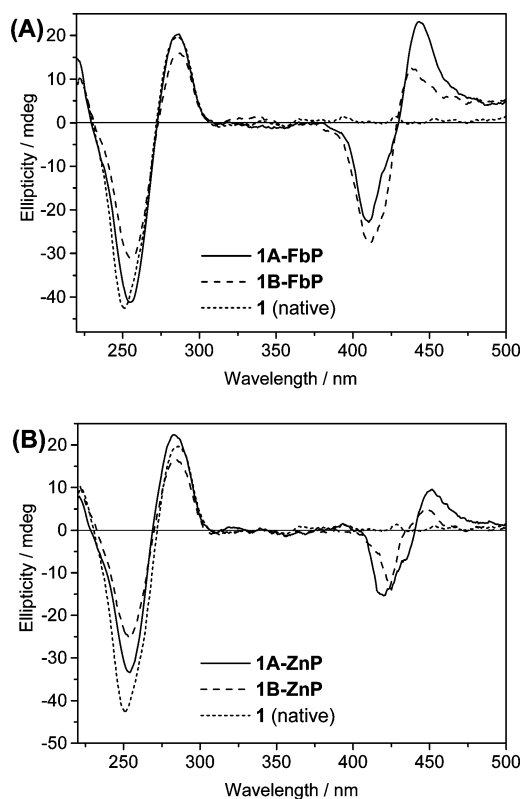 (A)
20
10
0
-10
-20
-30
-40
Ellipticity / mdeg
1A-FbP
1B-FbP
1 (native)
250 300 350 400 450 500
Wavelength / nm
(B)
20
10
0
-10
-20
-30
-40
-50
Ellipticity / mdeg
1A-ZnP
1B-ZnP
1 (native)
250 300 350 400 450 500
Wavelength / nm